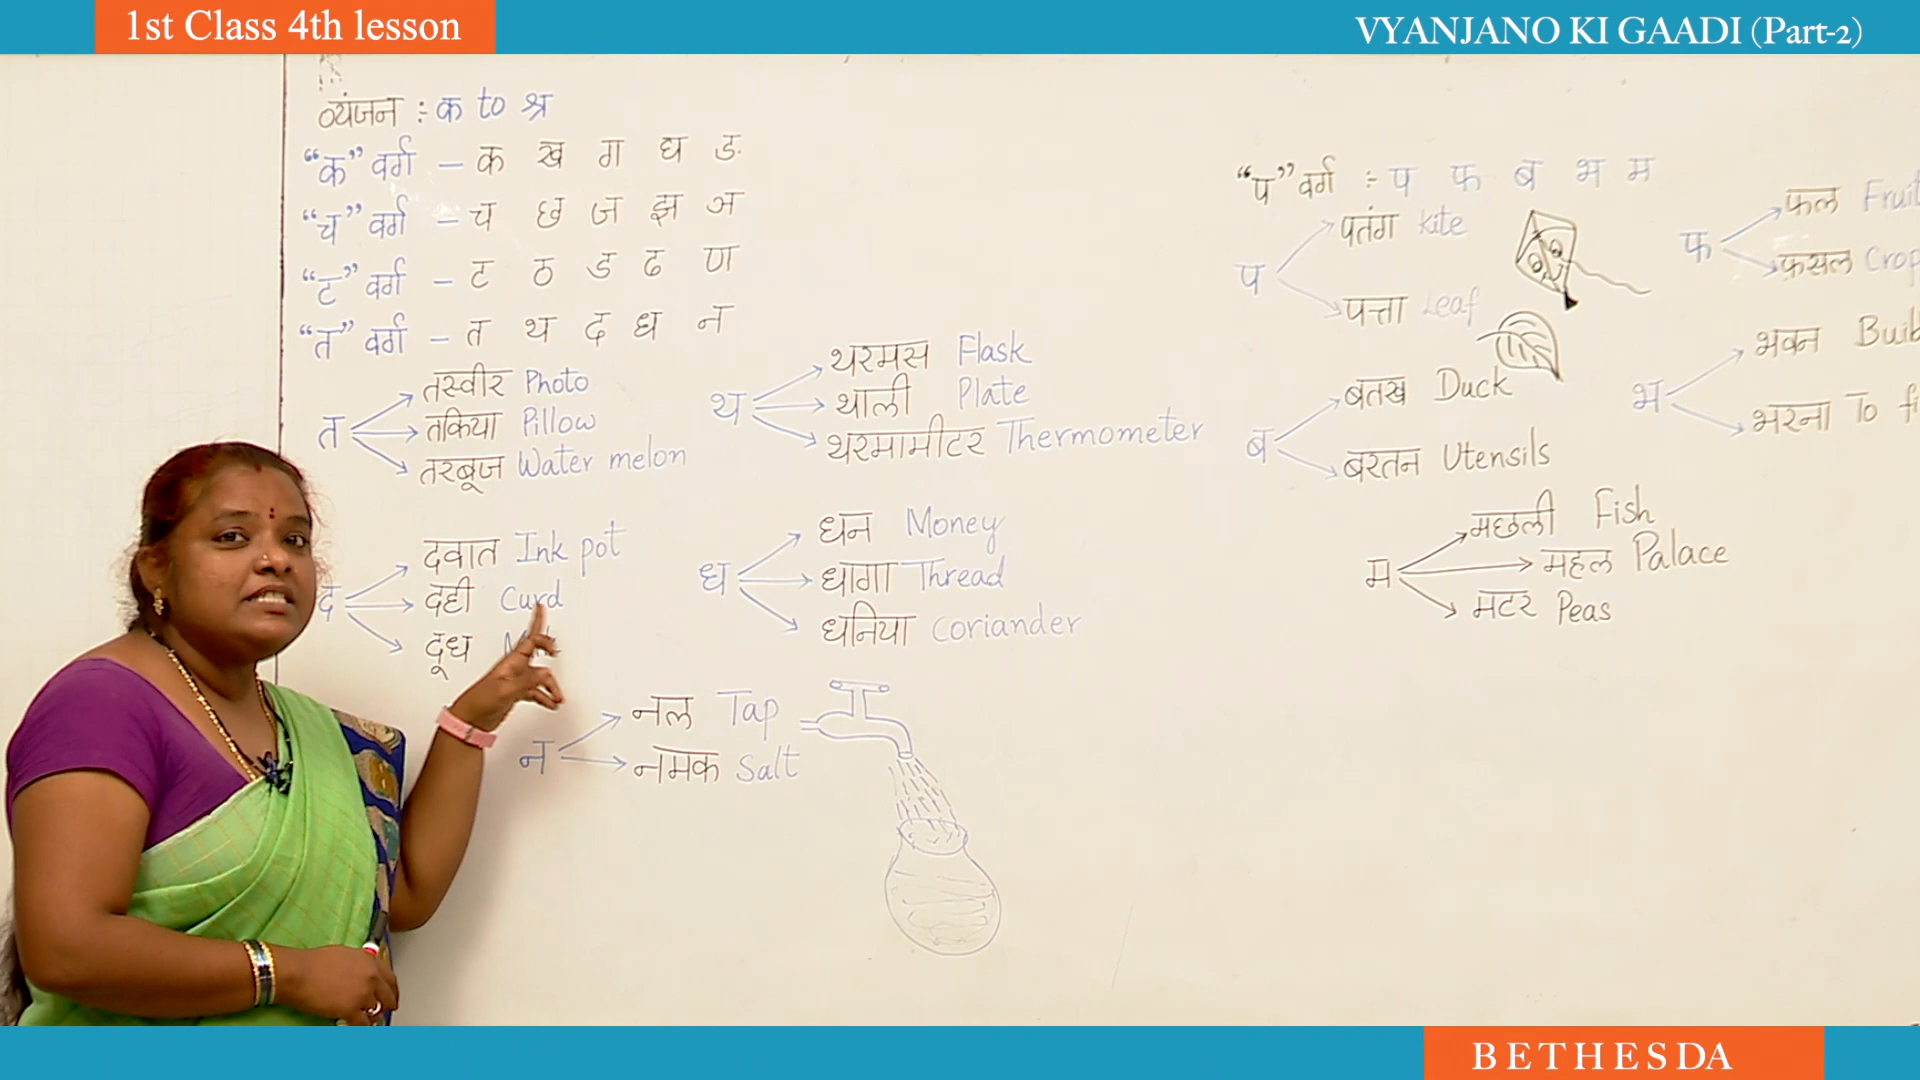 1st Class 4th lesson
VYANJANO KI GAADI (Part-2)
व्यंजन : क to श्र
“क” वर्ग – क ख ग घ ङ
“च” वर्ग – च छ ज झ ञ
“ट” वर्ग – ट ठ ड ढ ण
“त” वर्ग – त थ द ध न
त
तस्वीर Photo
तकिया Pillow
तरबूज Water melon
थ
थरमस Flask
थाली Plate
थरमामीटर Thermometer
द
दवात Ink pot
दही Curd
दूध
ध
धन Money
धागा Thread
धनिया Coriander
न
नल Tap
नमक Salt
“प” वर्ग : प फ ब भ म
प
पतंग Kite
पत्ता Leaf
फ
फल Fruit
फसल Crop
ब
बतख Duck
बरतन Utensils
भ
भवन
भरना To
म
मछली Fish
महल Palace
मटर Peas
BETHESDA